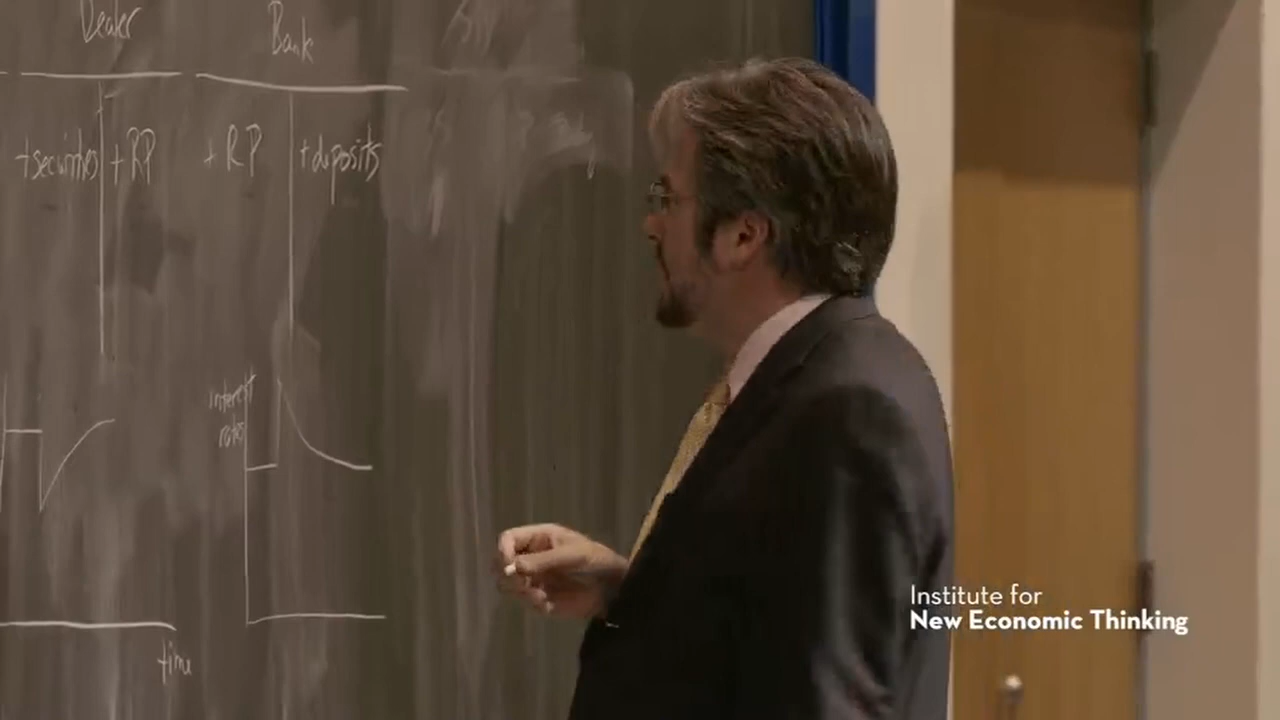 Dealer
Bank
+securities +RP
+RP +deposits
interest
rates
time
Institute for
New Economic Thinking